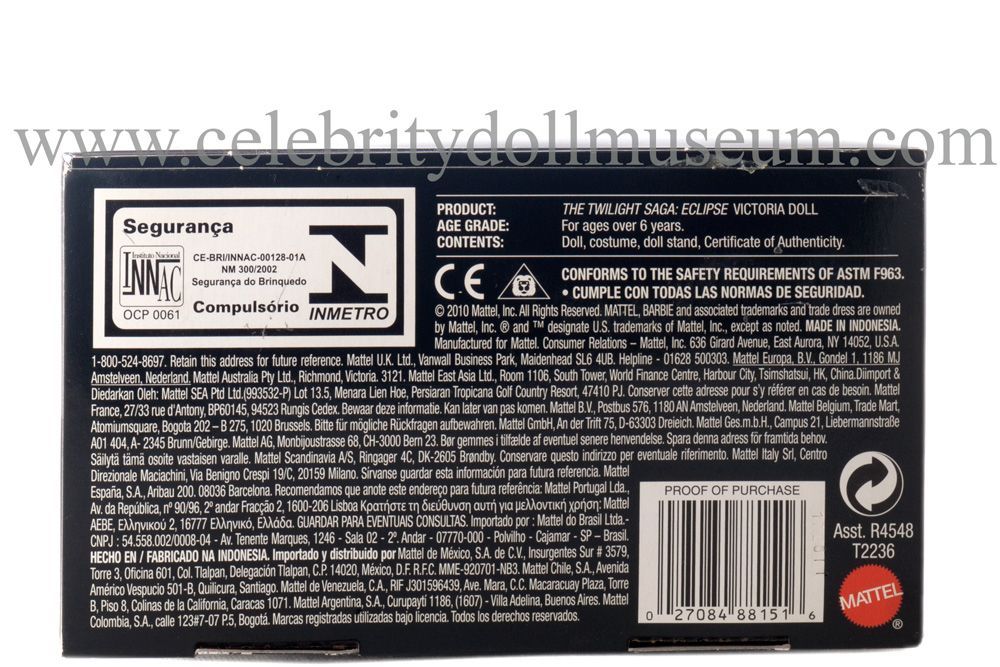 www.celebritydollmuseum.com
Segurança
Instituto Nacional
INNAC
OCP 0061
CE-BRI/INNAC-00128-01A
NM 300/2002
Segurança do Brinquedo
Compulsório
INMETRO
PRODUCT: THE TWILIGHT SAGA: ECLIPSE VICTORIA DOLL
AGE GRADE: For ages over 6 years.
CONTENTS: Doll, costume, doll stand, Certificate of Authenticity.
CE
CONFORMS TO THE SAFETY REQUIREMENTS OF ASTM F963.
• CUMPLE CON TODAS LAS NORMAS DE SEGURIDAD.
© 2010 Mattel, Inc. All Rights Reserved. MATTEL, BARBIE and associated trademarks and trade dress are owned
by Mattel, Inc. ® and ™ designate U.S. trademarks of Mattel, Inc., except as noted. MADE IN INDONESIA.
Manufactured for Mattel. Consumer Relations – Mattel, Inc. 636 Girard Avenue, East Aurora, NY 14052, U.S.A.
1-800-524-8697. Retain this address for future reference. Mattel U.K. Ltd., Vanwall Business Park, Maidenhead SL6 4UB. Helpline - 01628 500303. Mattel Europa, B.V., Gondel 1, 1186 MJ
Amstelveen, Nederland. Mattel Australia Pty Ltd., Richmond, Victoria. 3121. Mattel East Asia Ltd., Room 1106, South Tower, World Finance Centre, Harbour City, Tsimshatsui, HK, China.Diimport &
Diedarkan Oleh: Mattel SEA Ptd Ltd.(993532-P) Lot 13.5, Menara Lien Hoe, Persiaran Tropicana Golf Country Resort, 47410 PJ. Conserver cette adresse pour s'y référer en cas de besoin. Mattel
France, 27/33 rue d'Antony, BP60145, 94523 Rungis Cedex. Bewaar deze informatie. Kan later van pas komen. Mattel B.V., Postbus 576, 1180 AN Amstelveen, Nederland. Mattel Belgium, Trade Mart,
Atomiumsquare, Bogota 202 – B 275, 1020 Brussels. Bitte für mögliche Rückfragen aufbewahren. Mattel GmbH, An der Trift 75, D-63303 Dreieich. Mattel Ges.m.b.H., Campus 21, Liebermannstraße
A01 404, A- 2345 Brunn/Gebirge. Mattel AG, Monbijoustrasse 68, CH-3000 Bern 23. Bør gemmes i tilfælde af eventuel senere henvendelse. Spara denna adress för framtida behov.
Säilytä tämä osoite vastaisen varalle. Mattel Scandinavia A/S, Ringager 4C, DK-2605 Brøndby. Conservare questo indirizzo per eventuale riferimento. Mattel Italy Srl, Centro
Direzionale Maciachini, Via Benigno Crespi 19/C, 20159 Milano. Sírvanse guardar esta información para futura referencia. Mattel
España, S.A., Aribau 200. 08036 Barcelona. Recomendamos que anote este endereço para futura referência: Mattel Portugal Lda.,
Av. da República, nº 90/96, 2º andar Fracção 2, 1600-206 Lisboa Κρατήστε τη διεύθυνση αυτή για μελλοντική χρήση: Mattel
AEBE, Ελληνικού 2, 16777 Ελληνικό, Ελλάδα. GUARDAR PARA EVENTUAIS CONSULTAS. Importado por : Mattel do Brasil Ltda.-
CNPJ : 54.558.002/0008-04 - Av. Tenente Marques, 1246 - Sala 02 - 2º. Andar - 07770-000 - Polvilho - Cajamar - SP – Brasil.
HECHO EN / FABRICADO NA INDONESIA. Importado y distribuido por Mattel de México, S.A. de C.V., Insurgentes Sur # 3579,
Torre 3, Oficina 601, Col. Tlalpan, Delegación Tlalpan, C.P. 14020, México, D.F. R.F.C. MME-920701-NB3. Mattel Chile, S.A., Avenida
Américo Vespucio 501-B, Quilicura, Santiago. Mattel de Venezuela, C.A., RIF J301596439, Ave. Mara, C.C. Macaracuay Plaza, Torre
B, Piso 8, Colinas de la California, Caracas 1071. Mattel Argentina, S.A., Curupaytí 1186, (1607) - Villa Adelina, Buenos Aires. Mattel
Colombia, S.A., calle 123#7-07 P.5, Bogotá. Marcas registradas utilizadas bajo licencia. Todos los derechos reservados.
PROOF OF PURCHASE
0 27084 88151 6
Asst. R4548
T2236
MATTEL
®